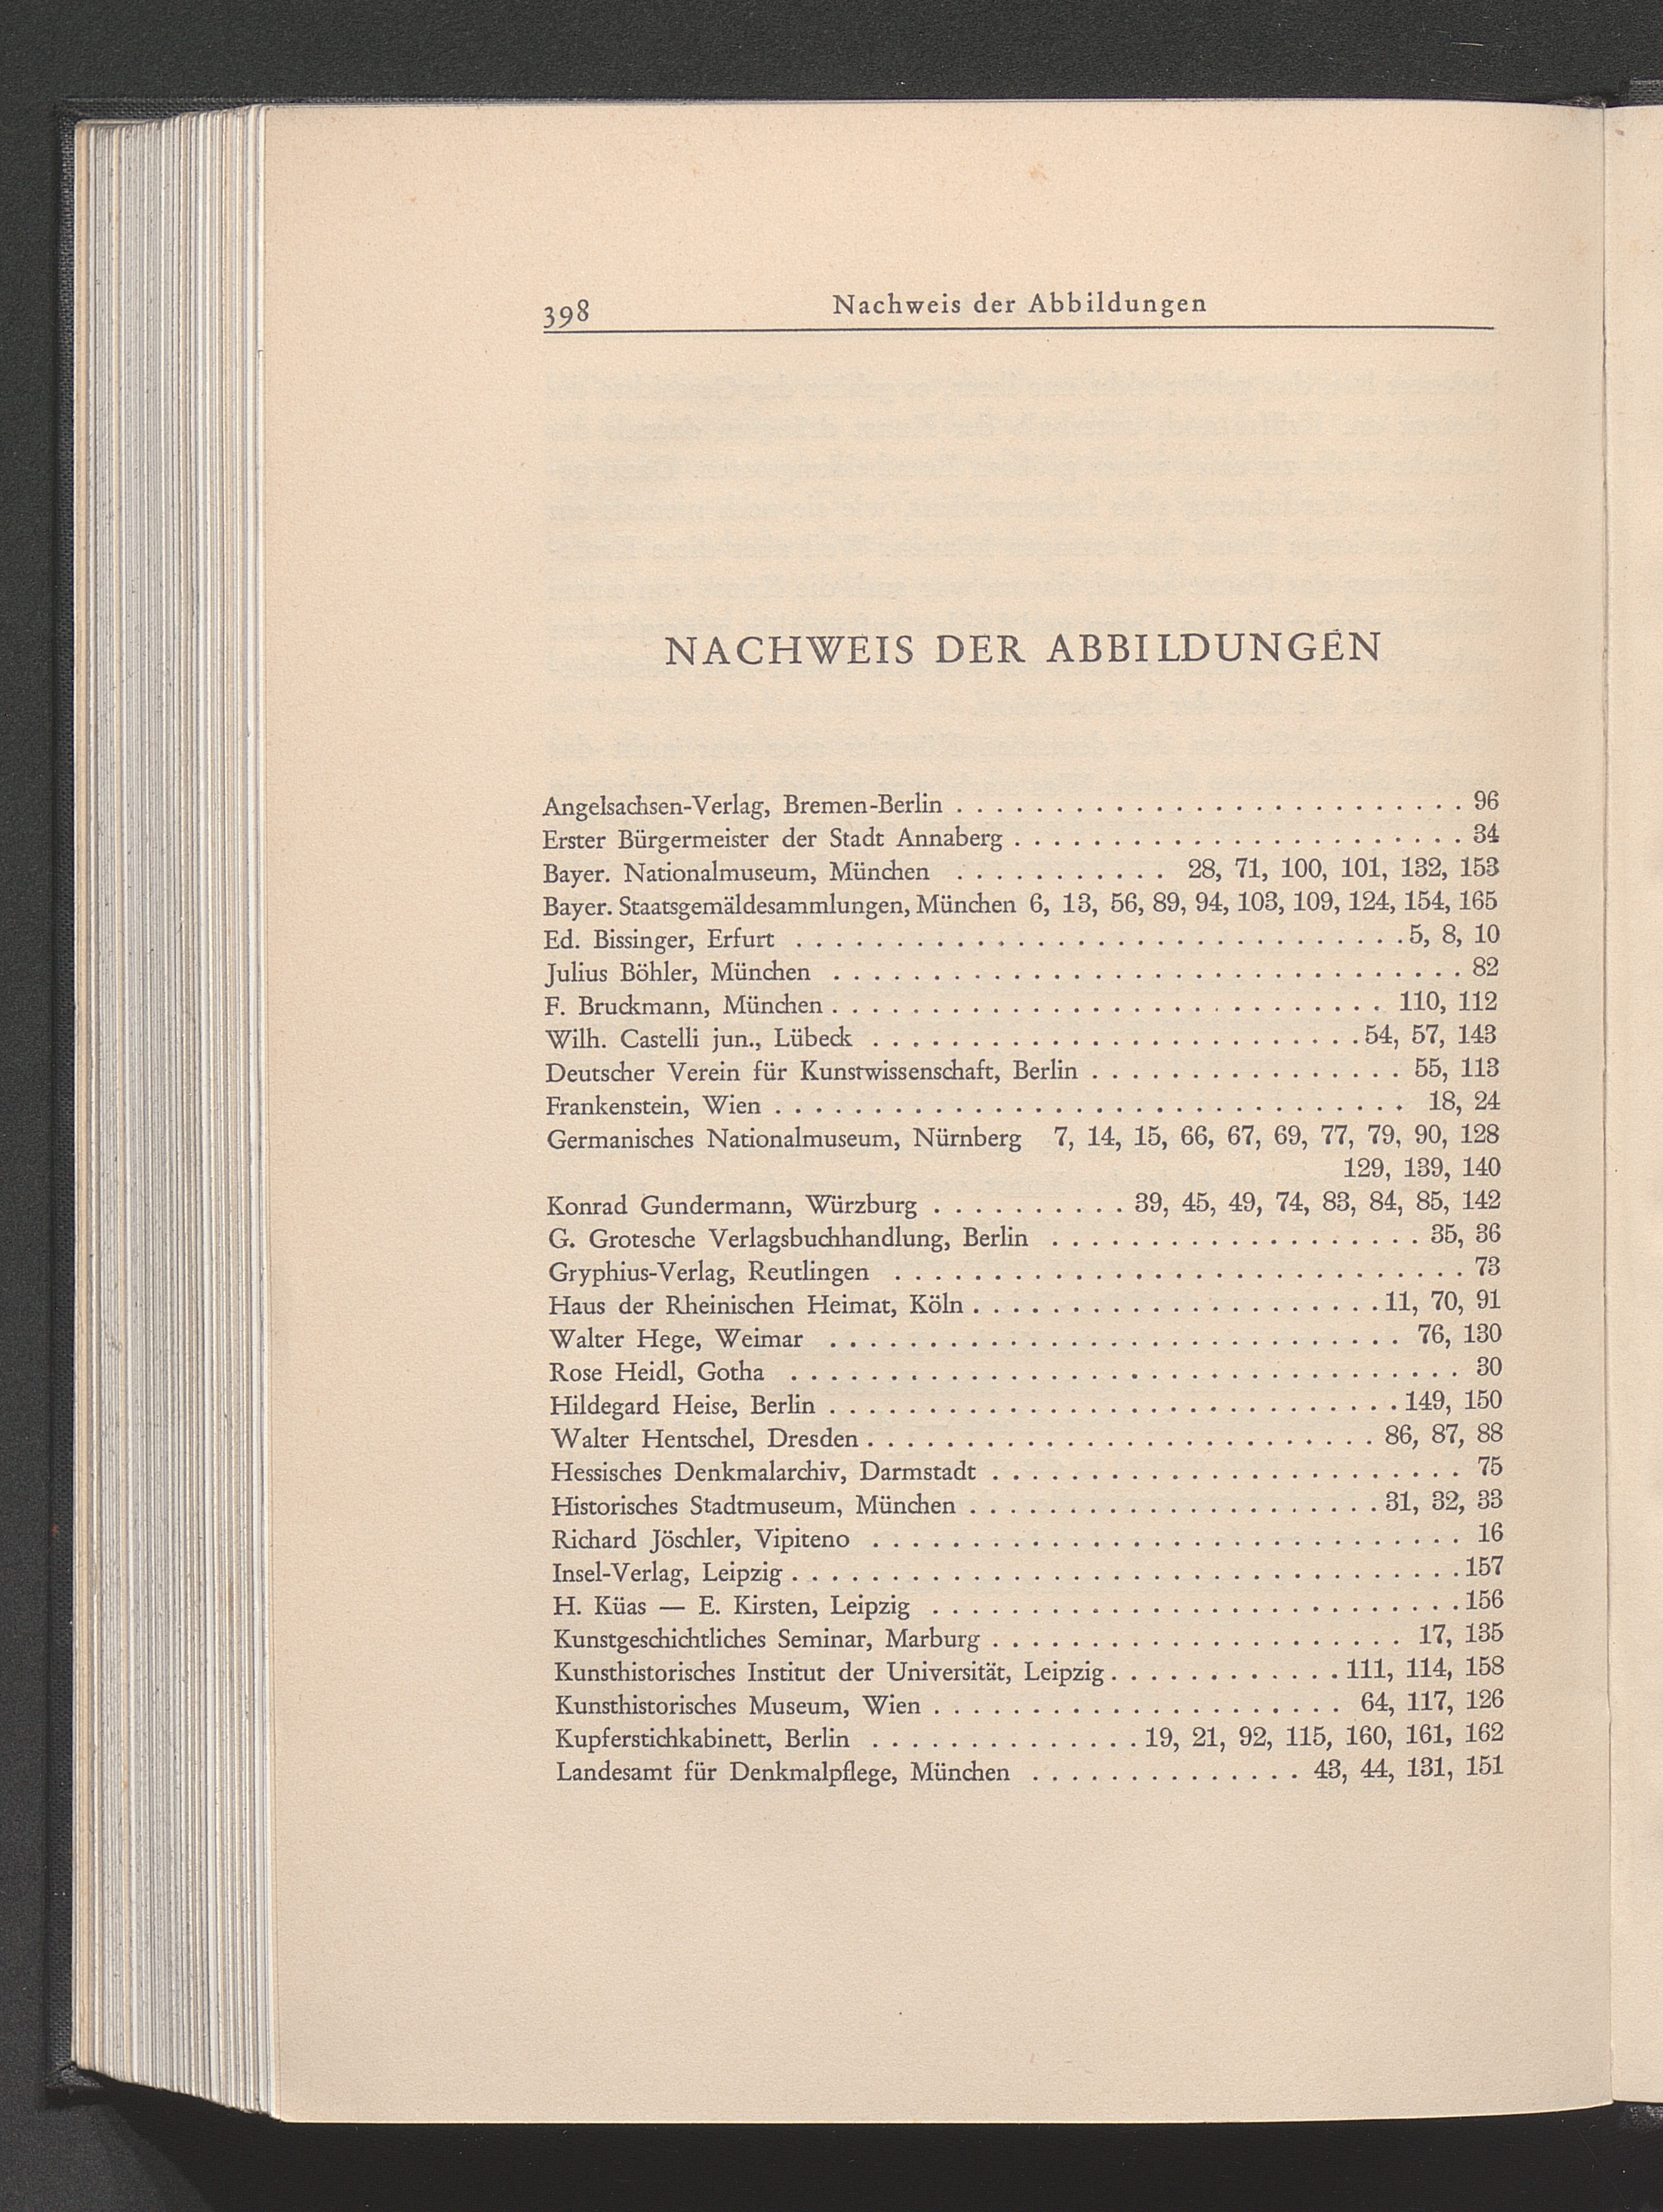 398 Nachweis der Abbildungen
NACHWEIS DER ABBILDUNGEN
Angelsachsen-Verlag, Bremen-Berlin . . . . . . . . . . . . . . . . . . . . . . . . . . 96
Erster Bürgermeister der Stadt Annaberg . . . . . . . . . . . . . . . . . . . . . . . 34
Bayer. Nationalmuseum, München . . . . . . . . . . . 28, 71, 100, 101, 132, 153
Bayer. Staatsgemäldesammlungen, München 6, 13, 56, 89, 94, 103, 109, 124, 154, 165
Ed. Bissinger, Erfurt . . . . . . . . . . . . . . . . . . . . . . . . . . . . . . . 5, 8, 10
Julius Böhler, München . . . . . . . . . . . . . . . . . . . . . . . . . . . . . . . . 82
F. Bruckmann, München . . . . . . . . . . . . . . . . . . . . . . . . . . . . 110, 112
Wilh. Castelli jun., Lübeck . . . . . . . . . . . . . . . . . . . . . . . . . 54, 57, 143
Deutscher Verein für Kunstwissenschaft, Berlin . . . . . . . . . . . . . . . . 55, 113
Frankenstein, Wien . . . . . . . . . . . . . . . . . . . . . . . . . . . . . . . . 18, 24
Germanisches Nationalmuseum, Nürnberg 7, 14, 15, 66, 67, 69, 77, 79, 90, 128
129, 139, 140
Konrad Gundermann, Würzburg . . . . . . . . . . 39, 45, 49, 74, 83, 84, 85, 142
G. Grotesche Verlagsbuchhandlung, Berlin . . . . . . . . . . . . . . . . . . . 35, 36
Gryphius-Verlag, Reutlingen . . . . . . . . . . . . . . . . . . . . . . . . . . . . . 73
Haus der Rheinischen Heimat, Köln . . . . . . . . . . . . . . . . . . . . . 11, 70, 91
Walter Hege, Weimar . . . . . . . . . . . . . . . . . . . . . . . . . . . . . 76, 130
Rose Heidl, Gotha . . . . . . . . . . . . . . . . . . . . . . . . . . . . . . . . . . 30
Hildegard Heise, Berlin . . . . . . . . . . . . . . . . . . . . . . . . . . . . . 149, 150
Walter Hentschel, Dresden . . . . . . . . . . . . . . . . . . . . . . . . . . 86, 87, 88
Hessisches Denkmalarchiv, Darmstadt . . . . . . . . . . . . . . . . . . . . . . . . 75
Historisches Stadtmuseum, München . . . . . . . . . . . . . . . . . . . . . 31, 32, 33
Richard Jöschler, Vipiteno . . . . . . . . . . . . . . . . . . . . . . . . . . . . . . 16
Insel-Verlag, Leipzig . . . . . . . . . . . . . . . . . . . . . . . . . . . . . . . . . . 157
H. Küas — E. Kirsten, Leipzig . . . . . . . . . . . . . . . . . . . . . . . . . . . 156
Kunstgeschichtliches Seminar, Marburg . . . . . . . . . . . . . . . . . . . . . 17, 135
Kunsthistorisches Institut der Universität, Leipzig . . . . . . . . . . . . 111, 114, 158
Kunsthistorisches Museum, Wien . . . . . . . . . . . . . . . . . . . . . 64, 117, 126
Kupferstichkabinett, Berlin . . . . . . . . . . . . . . 19, 21, 92, 115, 160, 161, 162
Landesamt für Denkmalpflege, München . . . . . . . . . . . . . . 43, 44, 131, 151